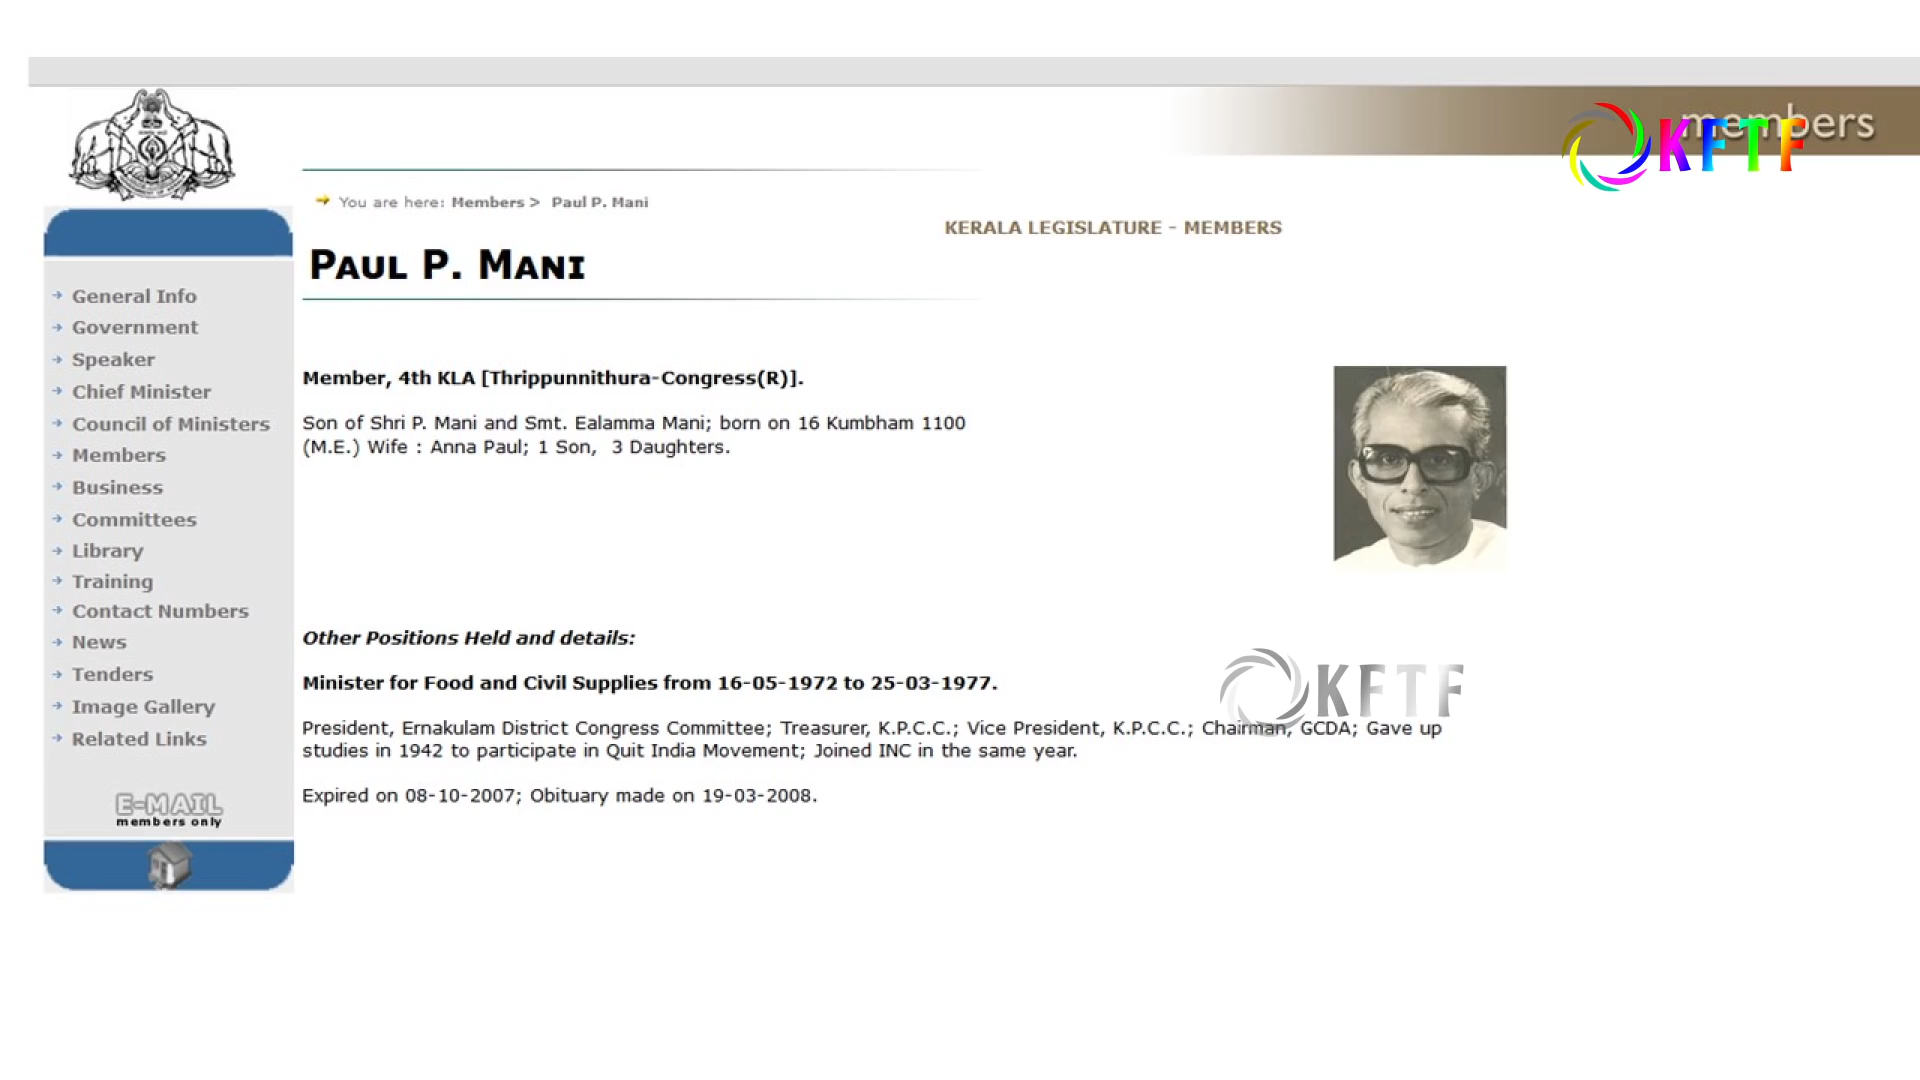 members
KFTF
You are here: Members > Paul P. Mani
KERALA LEGISLATURE - MEMBERS
PAUL P. MANI
General Info
Government
Speaker
Chief Minister
Council of Ministers
Members
Business
Committees
Library
Training
Contact Numbers
News
Tenders
Image Gallery
Related Links
E-MAIL
members only
Member, 4th KLA [Thrippunnithura-Congress(R)].
Son of Shri P. Mani and Smt. Ealamma Mani; born on 16 Kumbham 1100
(M.E.) Wife : Anna Paul; 1 Son, 3 Daughters.
Other Positions Held and details:
Minister for Food and Civil Supplies from 16-05-1972 to 25-03-1977.
KFTF
President, Ernakulam District Congress Committee; Treasurer, K.P.C.C.; Vice President, K.P.C.C.; Chairman, GCDA; Gave up
studies in 1942 to participate in Quit India Movement; Joined INC in the same year.
Expired on 08-10-2007; Obituary made on 19-03-2008.